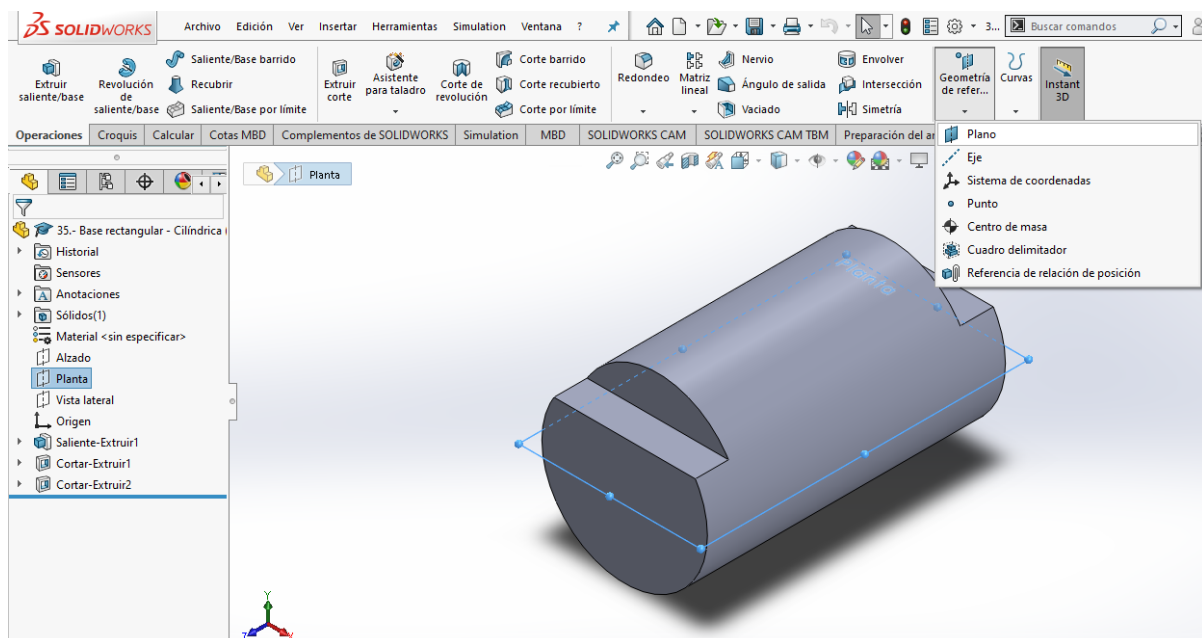 SOLIDWORKS
Archivo Edición Ver Insertar Herramientas Simulation Ventana ?
3...
Buscar comandos
Extruir saliente/base
Revolución de saliente/base
Saliente/Base barrido
Recubrir
Saliente/Base por límite
Extruir corte
Asistente para taladro
Corte de revolución
Corte barrido
Corte recubierto
Corte por límite
Redondeo
Matriz lineal
Nervio
Ángulo de salida
Vaciado
Envolver
Intersección
Simetría
Geometría de refer...
Curvas
Instant 3D
Operaciones Croquis Calcular Cotas MBD Complementos de SOLIDWORKS Simulation MBD SOLIDWORKS CAM SOLIDWORKS CAM TBM Preparación del an
Plano
Eje
Sistema de coordenadas
Punto
Centro de masa
Cuadro delimitador
Referencia de relación de posición
Planta
35.- Base rectangular - Cilíndrica (
Historial
Sensores
Anotaciones
Sólidos(1)
Material <sin especificar>
Alzado
Planta
Vista lateral
Origen
Saliente-Extruir1
Cortar-Extruir1
Cortar-Extruir2
Planta
Y
Z
X